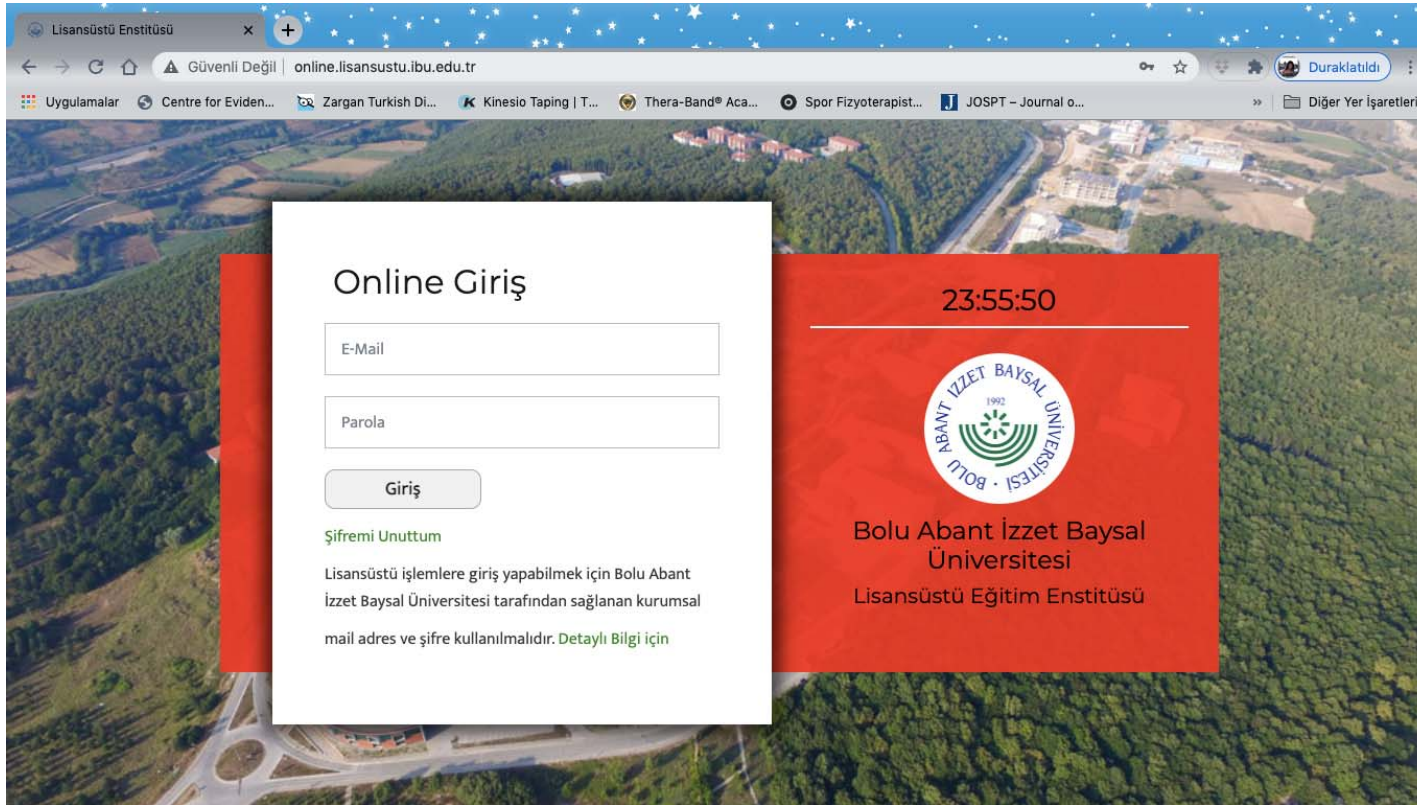 Lisansüstü Enstitüsü
Güvenli Değil | online.lisansustu.ibu.edu.tr
Duraklatıldı
Uygulamalar
Centre for Eviden...
Zargan Turkish Di...
Kinesio Taping | T...
Thera-Band® Aca...
Spor Fizyoterapist...
JOSPT – Journal o...
»
Diğer Yer İşaretleri
Online Giriş
E-Mail
Parola
Giriş
Şifremi Unuttum
Lisansüstü işlemlere giriş yapabilmek için Bolu Abant
İzzet Baysal Üniversitesi tarafından sağlanan kurumsal
mail adres ve şifre kullanılmalıdır. Detaylı Bilgi için
23:55:50
BOLU ABANT IZZET BAYSAL ÜNİVERSİTESİ
1992
Bolu Abant İzzet Baysal
Üniversitesi
Lisansüstü Eğitim Enstitüsü